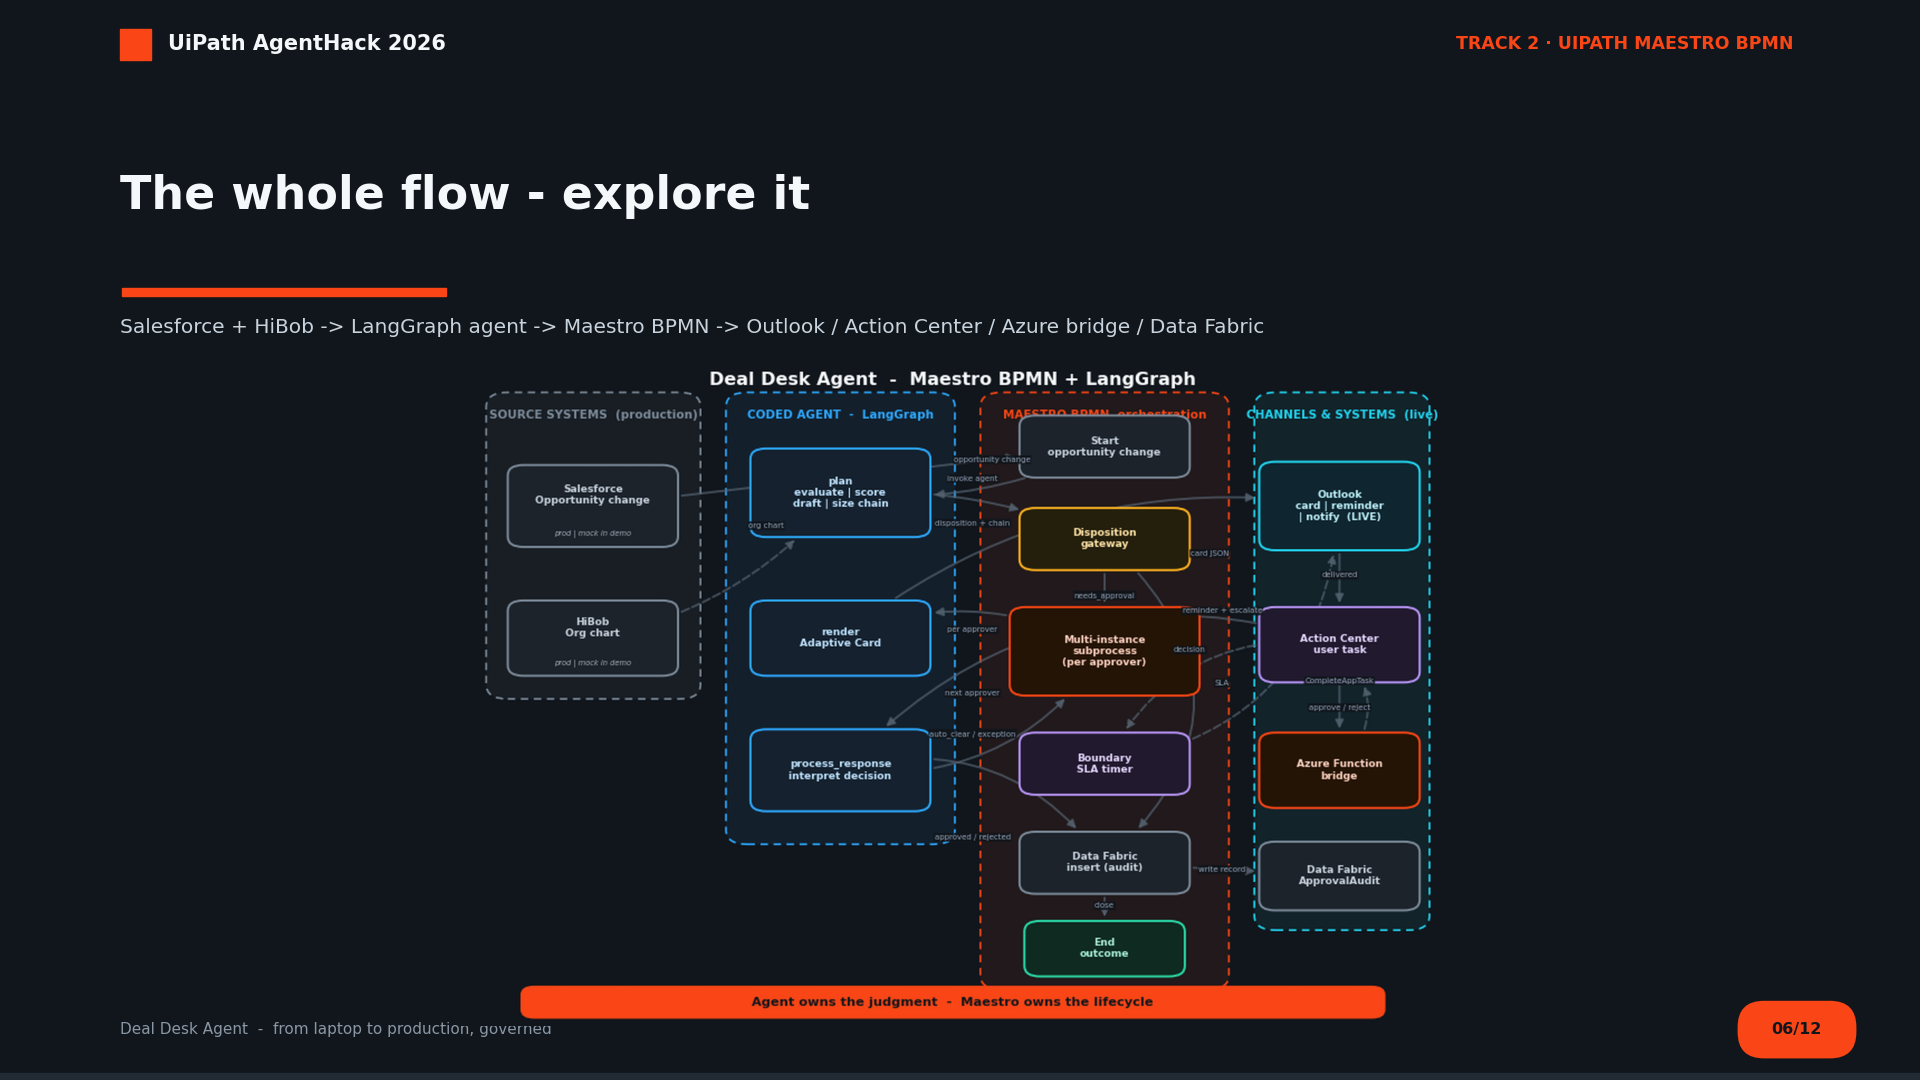 UiPath AgentHack 2026
TRACK 2 · UIPATH MAESTRO BPMN
The whole flow - explore it
Salesforce + HiBob -> LangGraph agent -> Maestro BPMN -> Outlook / Action Center / Azure bridge / Data Fabric
Deal Desk Agent - Maestro BPMN + LangGraph
SOURCE SYSTEMS (production)
Salesforce
Opportunity change
prod | mock in demo
HiBob
Org chart
prod | mock in demo
CODED AGENT - LangGraph
plan
evaluate | score
draft | size chain
org chart
render
Adaptive Card
process_response
interpret decision
opportunity change
invoke agent
disposition + chain
per approver
next approver
auto_clear / exception
approved / rejected
MAESTRO BPMN orchestration
Start
opportunity change
Disposition
gateway
needs_approval
Multi-instance
subprocess
(per approver)
Boundary
SLA timer
Data Fabric
insert (audit)
close
End
outcome
card JSON
reminder + escalate
decision
SLA
write record
CHANNELS & SYSTEMS (live)
Outlook
card | reminder
| notify (LIVE)
delivered
Action Center
user task
CompleteAppTask
approve / reject
Azure Function
bridge
Data Fabric
ApprovalAudit
Agent owns the judgment - Maestro owns the lifecycle
Deal Desk Agent - from laptop to production, governed
06/12